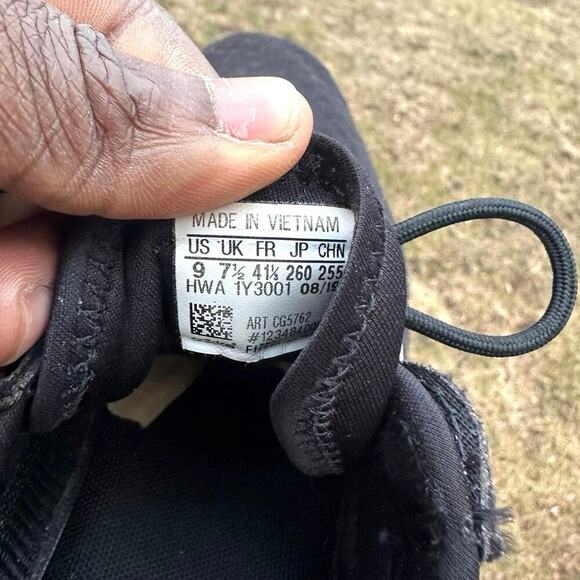 MADE IN VIETNAM
US UK FR JP CHN
9 7½ 41⅓ 260 255
HWA 1Y3001 08/19
ART CG5762